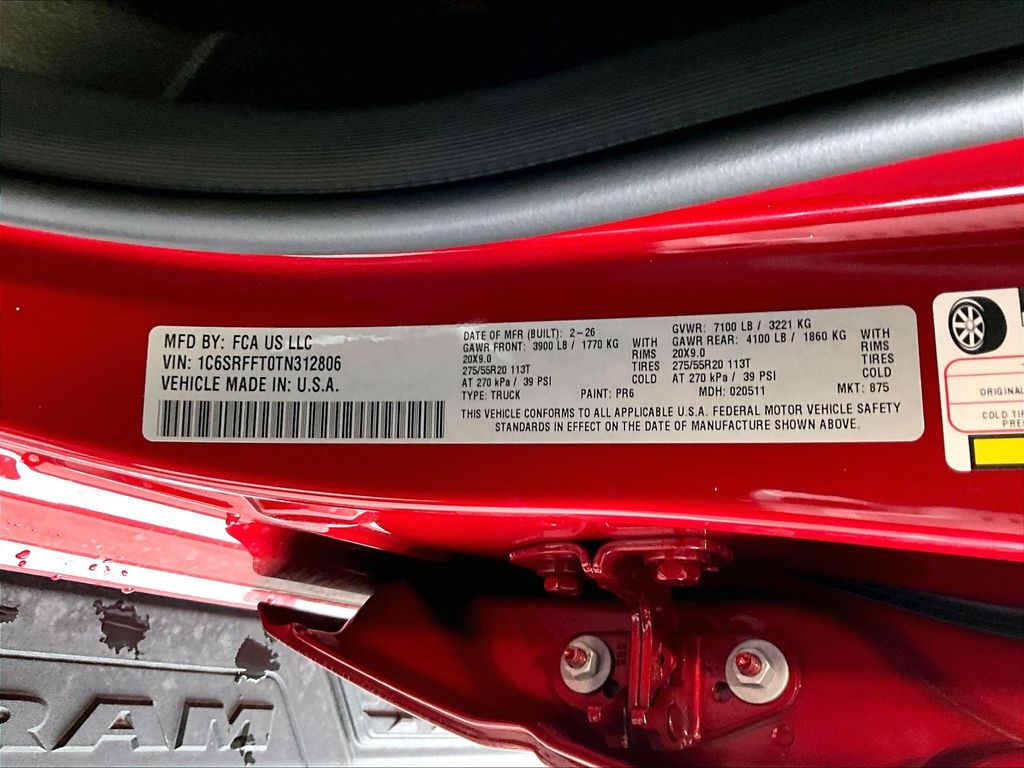 MFD BY: FCA US LLC
VIN: 1C6SRFFT0TN312806
VEHICLE MADE IN: U.S.A.
DATE OF MFR (BUILT): 2-26
GAWR FRONT: 3900 LB / 1770 KG
20X9.0
275/55R20 113T
AT 270 kPa / 39 PSI
WITH
RIMS
TIRES
COLD
TYPE: TRUCK
PAINT: PR6
GVWR: 7100 LB / 3221 KG
GAWR REAR: 4100 LB / 1860 KG
20X9.0
275/55R20 113T
AT 270 kPa / 39 PSI
WITH
RIMS
TIRES
COLD
MDH: 020511
MKT: 875
THIS VEHICLE CONFORMS TO ALL APPLICABLE U.S.A. FEDERAL MOTOR VEHICLE SAFETY
STANDARDS IN EFFECT ON THE DATE OF MANUFACTURE SHOWN ABOVE.
ORIGINAL
COLD
RAM